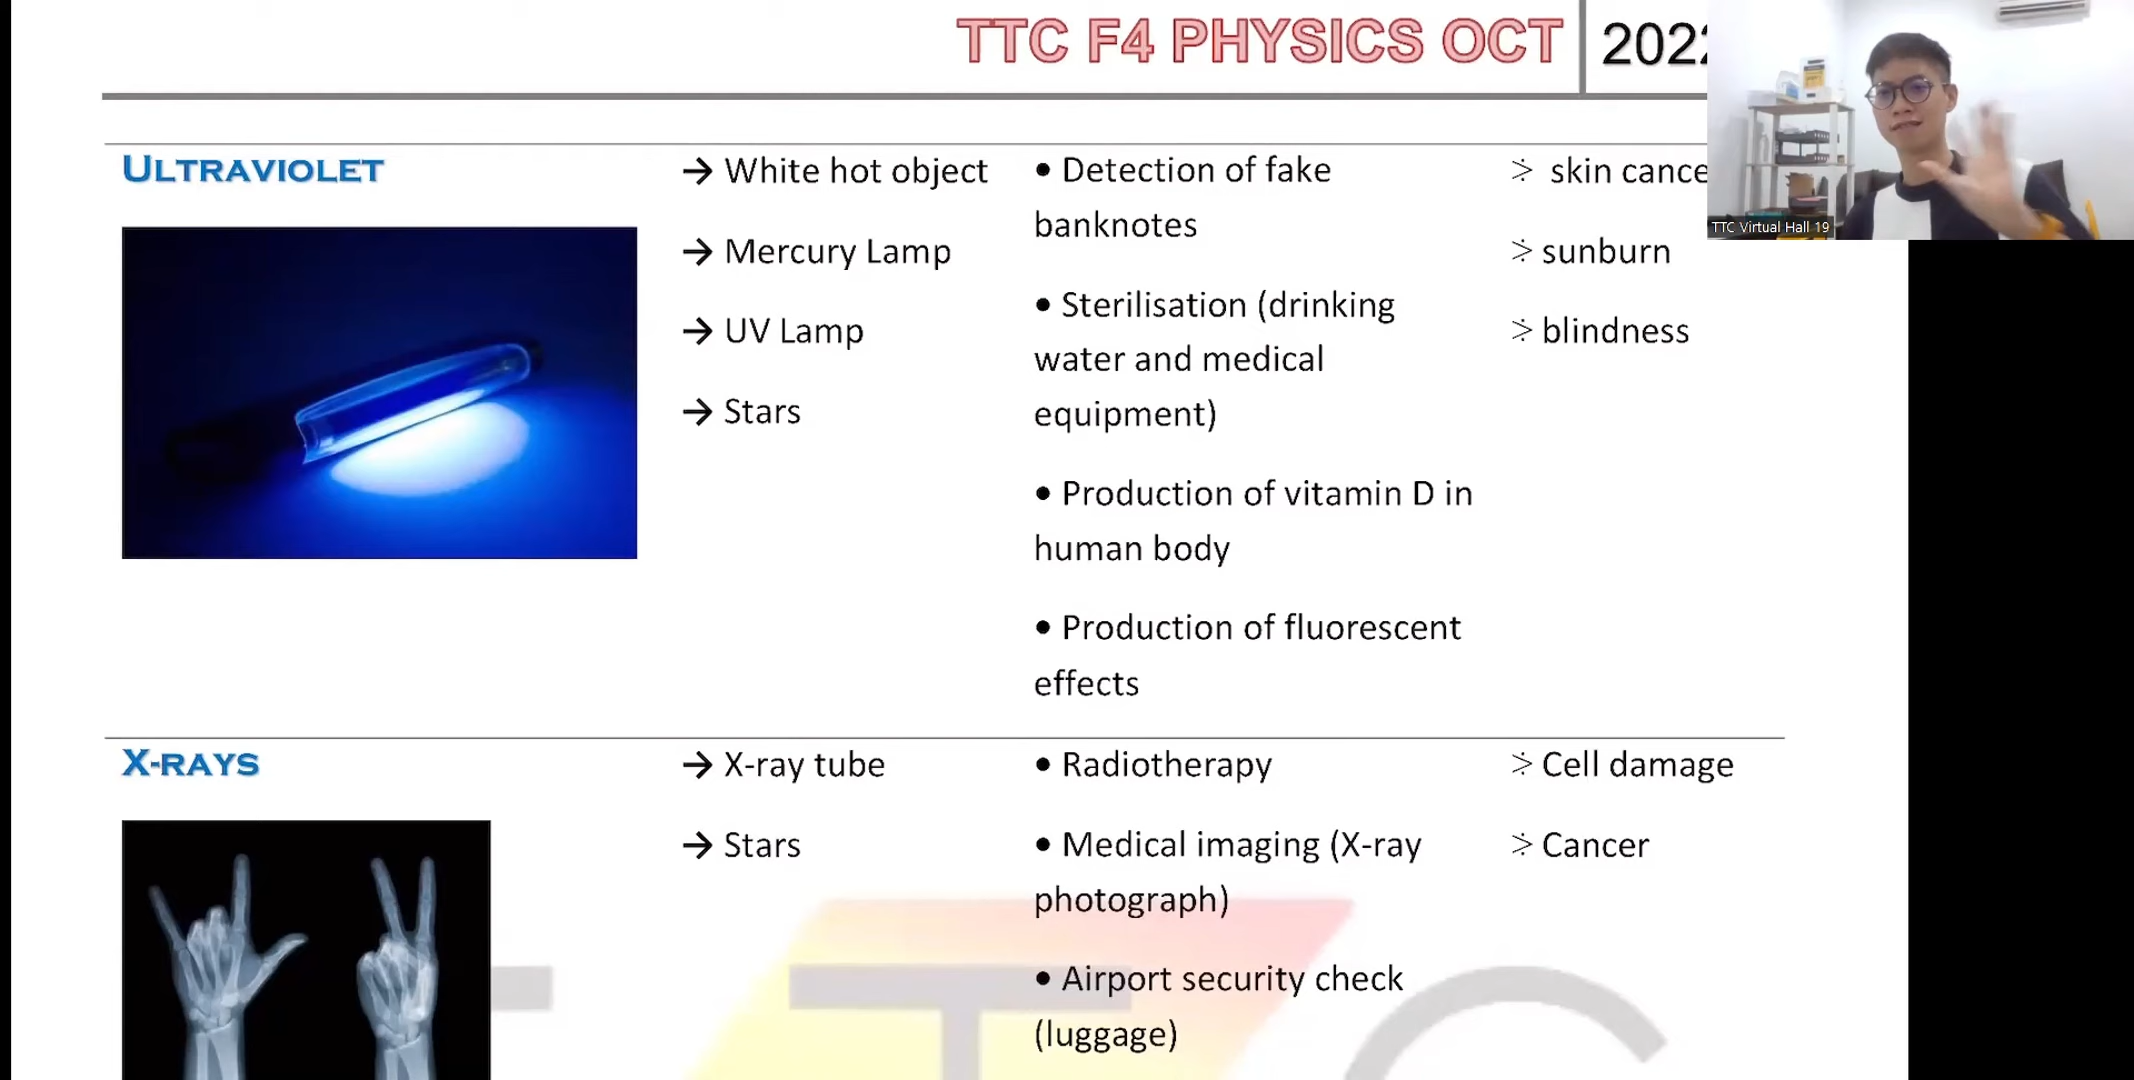 TTC F4 PHYSICS OCT
ULTRAVIOLET
→ White hot object
→ Mercury Lamp
→ UV Lamp
→ Stars
• Detection of fake
banknotes
• Sterilisation (drinking
water and medical
equipment)
• Production of vitamin D in
human body
• Production of fluorescent
effects
⪒ skin
⪒ sunburn
⪒ blindness
TTC Virtual Hall 19
X-RAYS
→ X-ray tube
→ Stars
• Radiotherapy
• Medical imaging (X-ray
photograph)
• Airport security check
(luggage)
⪒ Cell damage
⪒ Cancer